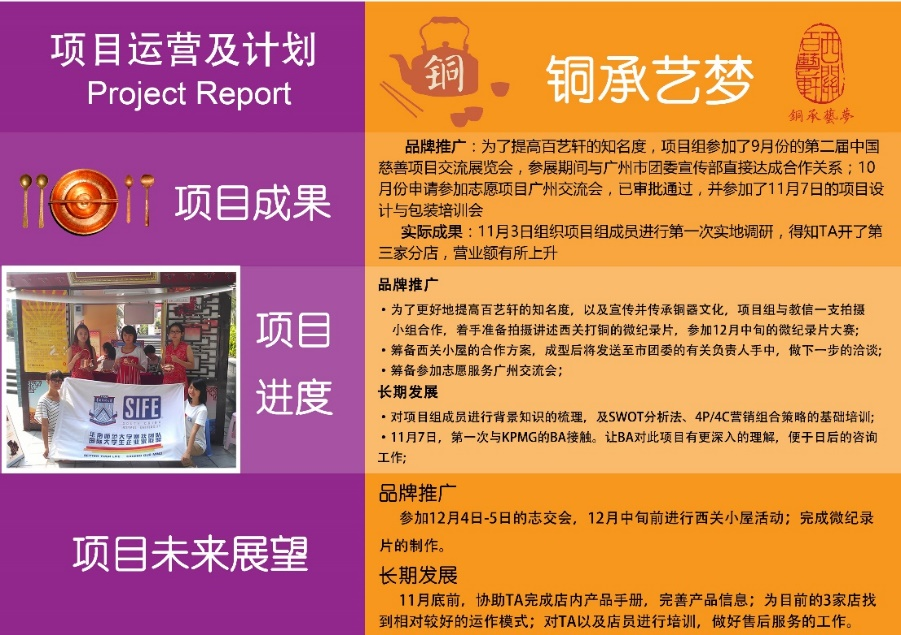 项目运营及计划
Project Report
铜
铜承艺梦
西關
百藝軒
銅承藝夢
项目成果
品牌推广：为了提高百艺轩的知名度，项目组参加了9月份的第二届中国
慈善项目交流展览会，参展期间与广州市团委宣传部直接达成合作关系；10
月份申请参加志愿项目广州交流会，已审批通过，并参加了11月7日的项目设
计与包装培训会
实际成果：11月3日组织项目组成员进行第一次实地调研，得知TA开了第
三家分店，营业额有所上升
SIFE
项目
进度
品牌推广
·为了更好地提高百艺轩的知名度，以及宣传并传承铜器文化，项目组与教信一支拍摄
小组合作，着手准备拍摄讲述西关打铜的微纪录片，参加12月中旬的微纪录片大赛;
·筹备西关小屋的合作方案，成型后将发送至市团委的有关负责人手中，做下一步的洽谈;
·筹备参加志愿服务广州交流会;
长期发展
·对项目组成员进行背景知识的梳理，及SWOT分析法、4P/4C营销组合策略的基础培训;
·11月7日，第一次与KPMG的BA接触。让BA对此项目有更深入的理解，便于日后的咨询
工作;
项目未来展望
品牌推广
参加12月4日-5日的志交会，12月中旬前进行西关小屋活动；完成微纪录
片的制作。
长期发展
11月底前，协助TA完成店内产品手册，完善产品信息；为目前的3家店找
到相对较好的运作模式；对TA以及店员进行培训，做好售后服务的工作。